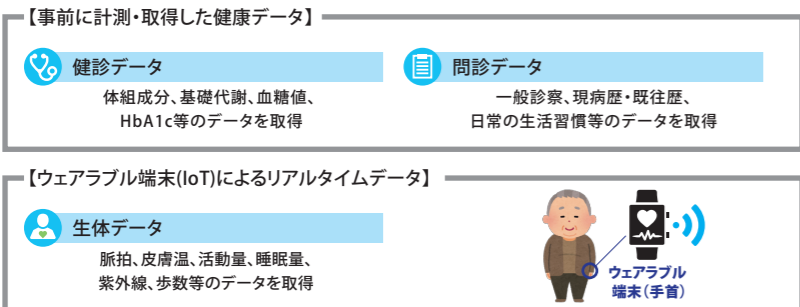 【事前に計測・取得した健康データ】
健診データ
体組成分、基礎代謝、血糖値、
HbA1c等のデータを取得
問診データ
一般診察、現病歴・既往歴、
日常の生活習慣等のデータを取得
【ウェアラブル端末(IoT)によるリアルタイムデータ】
生体データ
脈拍、皮膚温、活動量、睡眠量、
紫外線、歩数等のデータを取得
ウェアラブル
端末(手首)